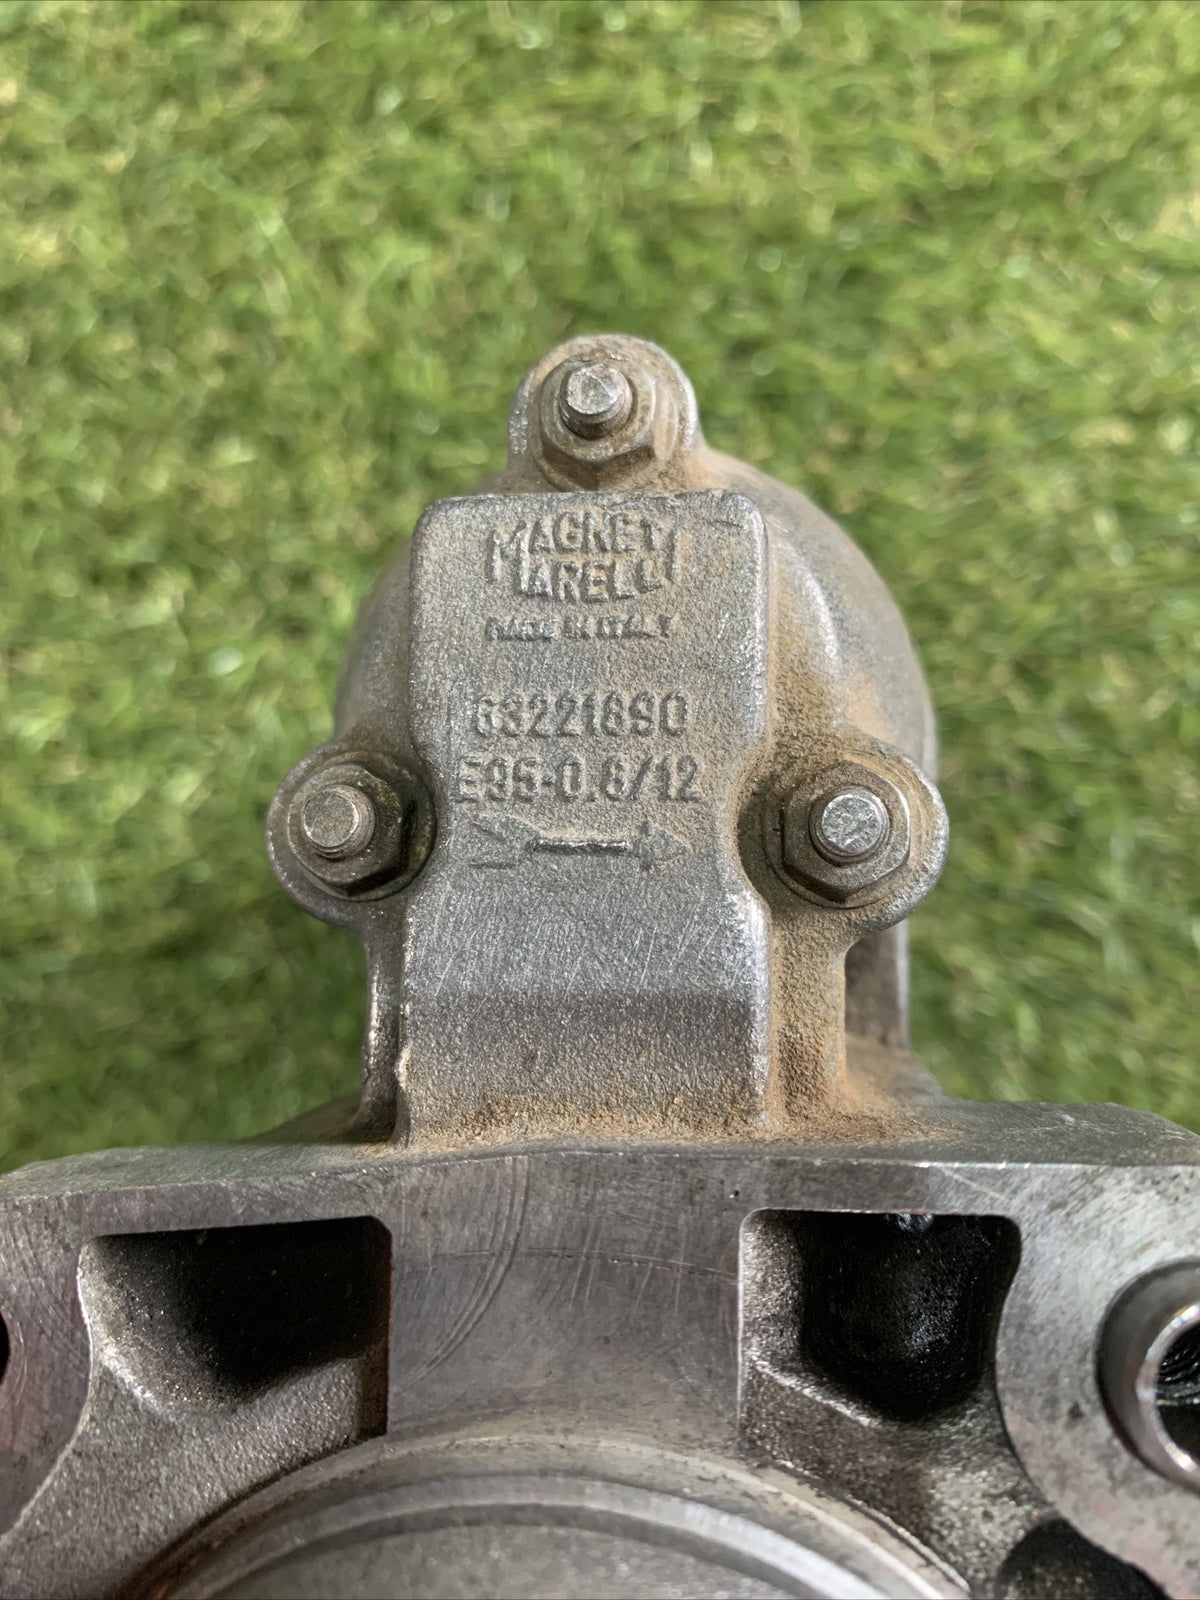 MAGNETI
MARELLI
MADE IN ITALY
63221890
E95-0.8/12